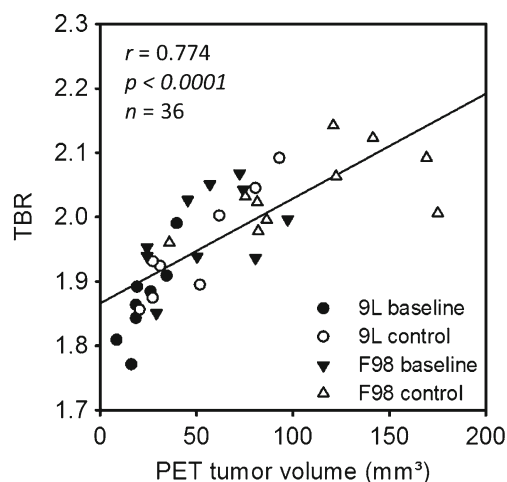 2.3
r = 0.774
p < 0.0001
n = 36
2.2
2.1
TBR
2.0
1.9
9L baseline
9L control
1.8
F98 baseline
F98 control
1.7
0 50 100 150 200
PET tumor volume (mm³)